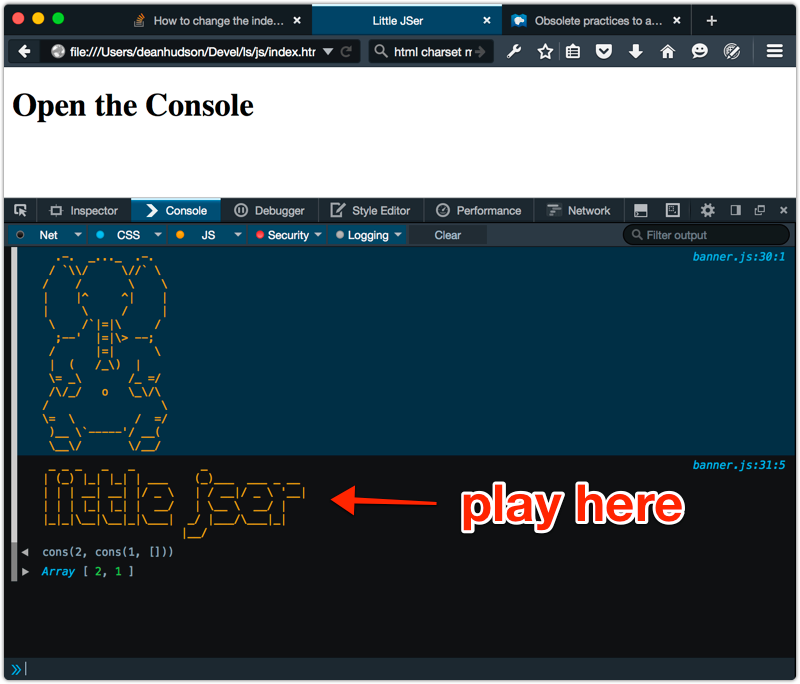 How to change the inde...
Little JSer
Obsolete practices to a...
file:///Users/deanhudson/Devel/ls/js/index.htr
html charset m
Open the Console
Inspector
Console
Debugger
Style Editor
Performance
Network
Net
CSS
JS
Security
Logging
Clear
Filter output
banner.js:30:1
banner.js:31:5
little jser
play here
cons(2, cons(1, []))
Array [ 2, 1 ]